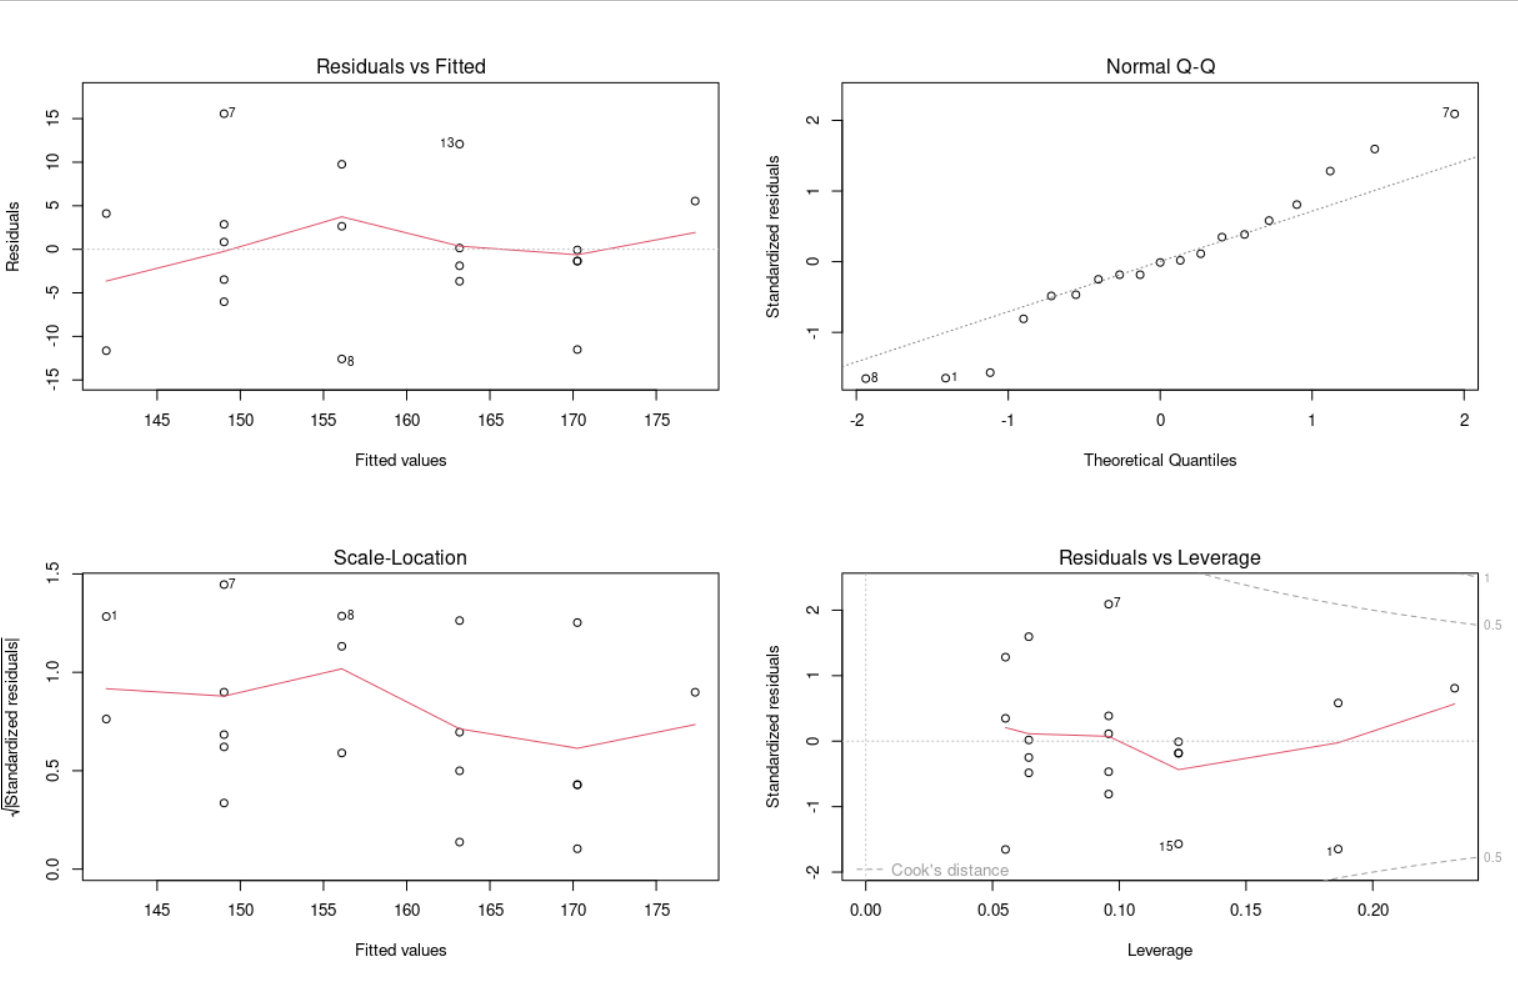 Residuals vs Fitted
Residuals
15
10
5
0
-5
-10
-15
7
13
8
145 150 155 160 165 170 175
Fitted values
Normal Q-Q
Standardized residuals
2
1
0
-1
7
8
1
-2 -1 0 1 2
Theoretical Quantiles
Scale-Location
√|Standardized residuals|
1.5
1.0
0.5
0.0
7
1
8
145 150 155 160 165 170 175
Fitted values
Residuals vs Leverage
Standardized residuals
2
1
0
-1
-2
1
0.5
7
15
1
0.5
Cook's distance
0.00 0.05 0.10 0.15 0.20
Leverage